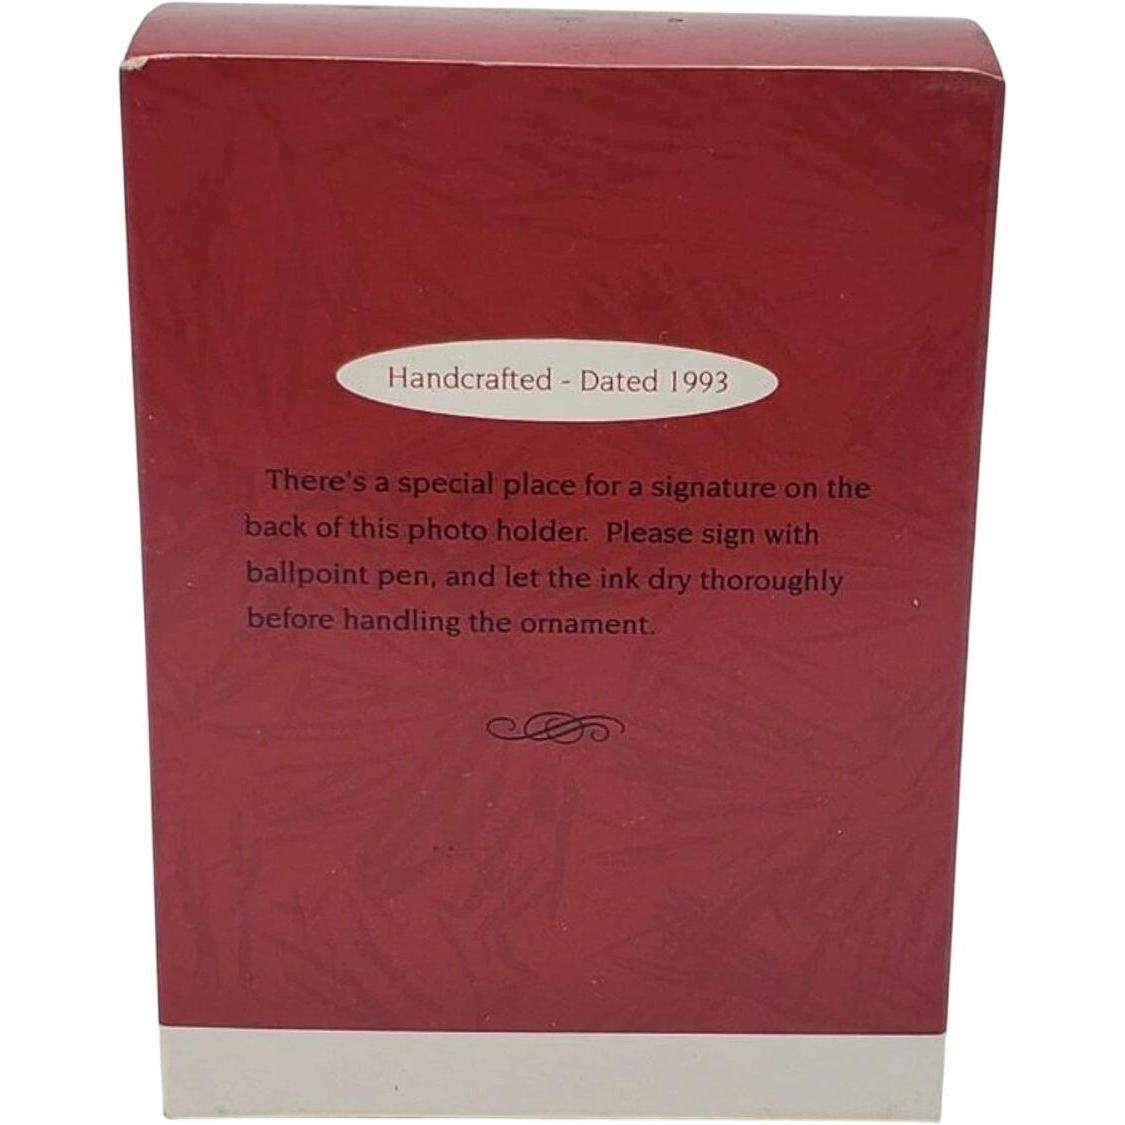 Handcrafted - Dated 1993
There's a special place for a signature on the
back of this photo holder. Please sign with
ballpoint pen, and let the ink dry thoroughly
before handling the ornament.